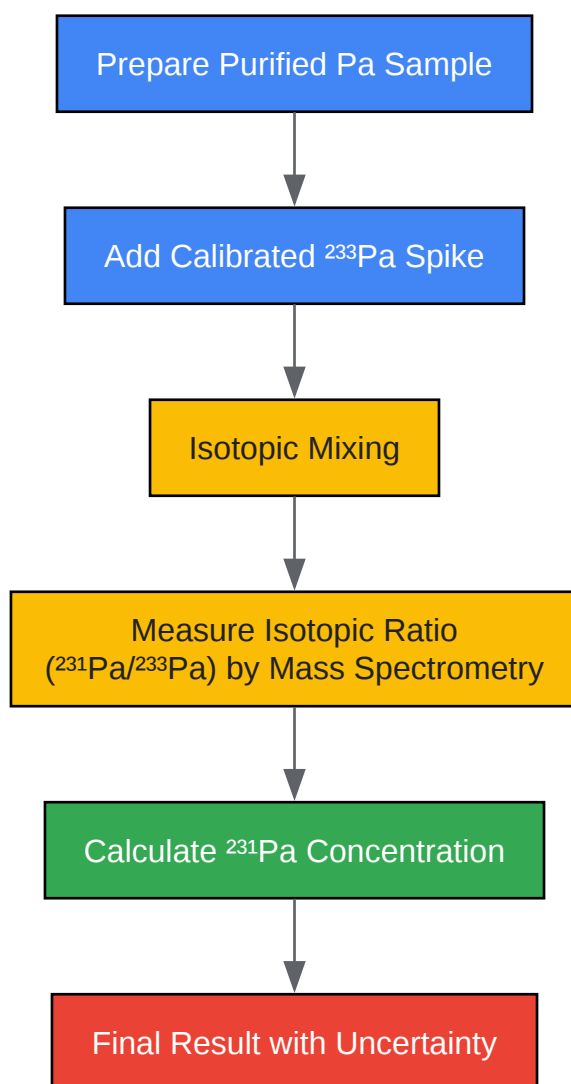 Prepare Purified Pa Sample
Add Calibrated ²³³Pa Spike
Isotopic Mixing
Measure Isotopic Ratio
(²³¹Pa/²³³Pa) by Mass Spectrometry
Calculate ²³¹Pa Concentration
Final Result with Uncertainty